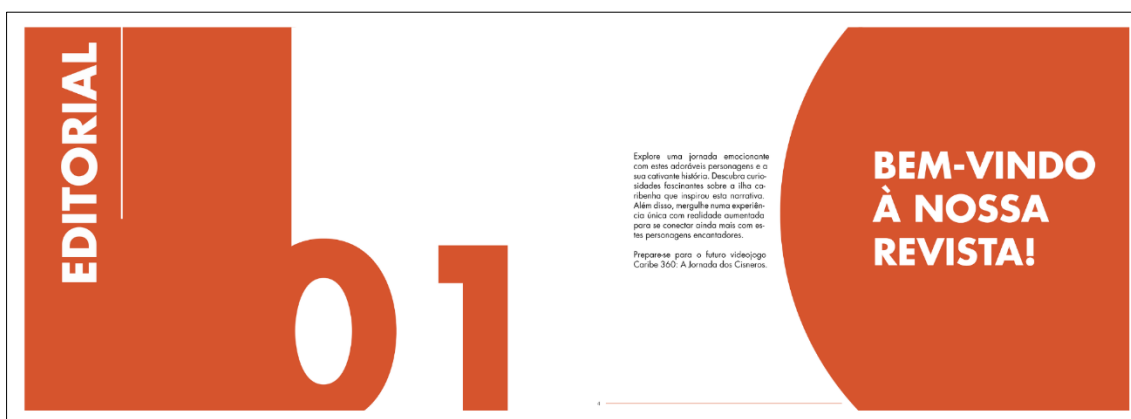 EDITORIAL
01
Explore uma jornada emocionante
com estes adoráveis personagens e a
sua cativante história. Descubra curio-
sidades fascinantes sobre a ilha ca-
ribenha que inspirou esta narrativa.
Além disso, mergulhe numa experiên-
cia única com realidade aumentada
para se conectar ainda mais com es-
tes personagens encantadores.
Prepare-se para o futuro videojogo
Caribe 360: A Jornada dos Cisneros.
BEM-VINDO
À NOSSA
REVISTA!